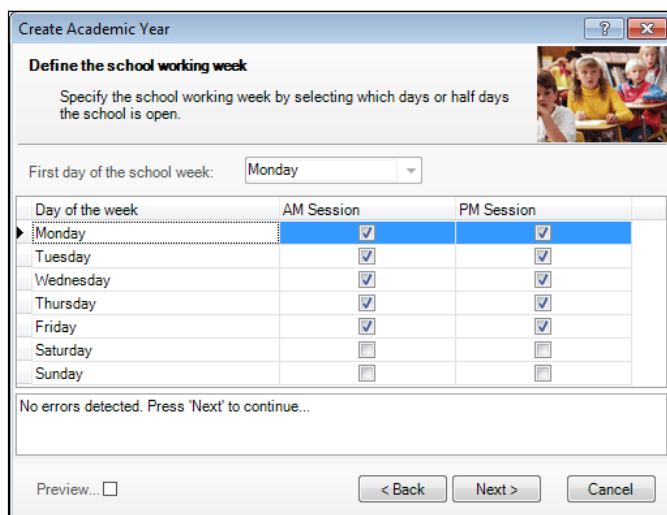 Create Academic Year
Define the school working week
Specify the school working week by selecting which days or half days
the school is open.
First day of the school week: Monday
Day of the week AM Session PM Session
Monday
Tuesday
Wednesday
Thursday
Friday
Saturday
Sunday
No errors detected. Press 'Next' to continue...
Preview... < Back Next > Cancel